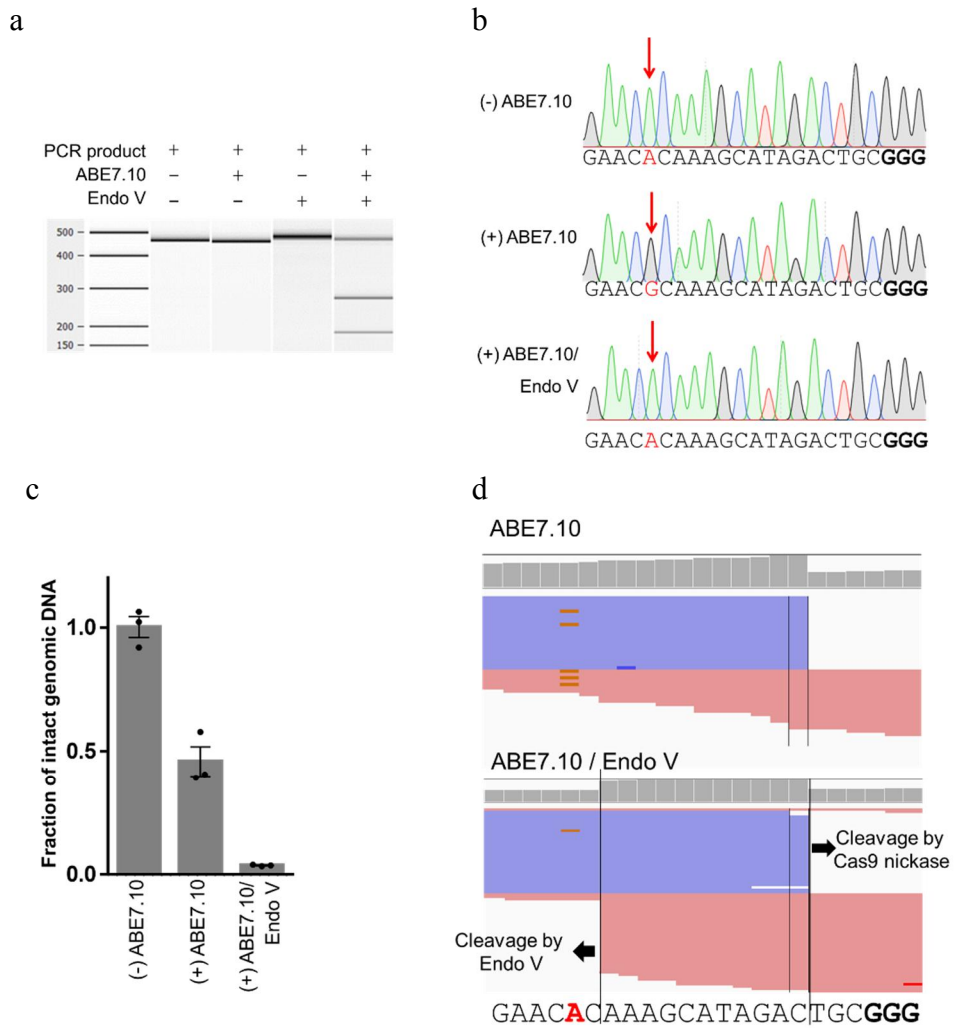 a
PCR product + + + +
ABE7.10 – + – +
Endo V – – + +
500
400
300
200
150
b
(-) ABE7.10
GAACACAAAGCATAGACTGCGGG
(+) ABE7.10
GAACGCAAAGCATAGACTGCGGG
(+) ABE7.10/
Endo V
GAACACAAAGCATAGACTGCGGG
c
Fraction of intact genomic DNA
1.0
0.5
0.0
(-) ABE7.10
(+) ABE7.10
(+) ABE7.10/
Endo V
d
ABE7.10
ABE7.10 / Endo V
Cleavage by
Cas9 nickase
Cleavage by
Endo V
GAACACAAAGCATAGACTGCGGG